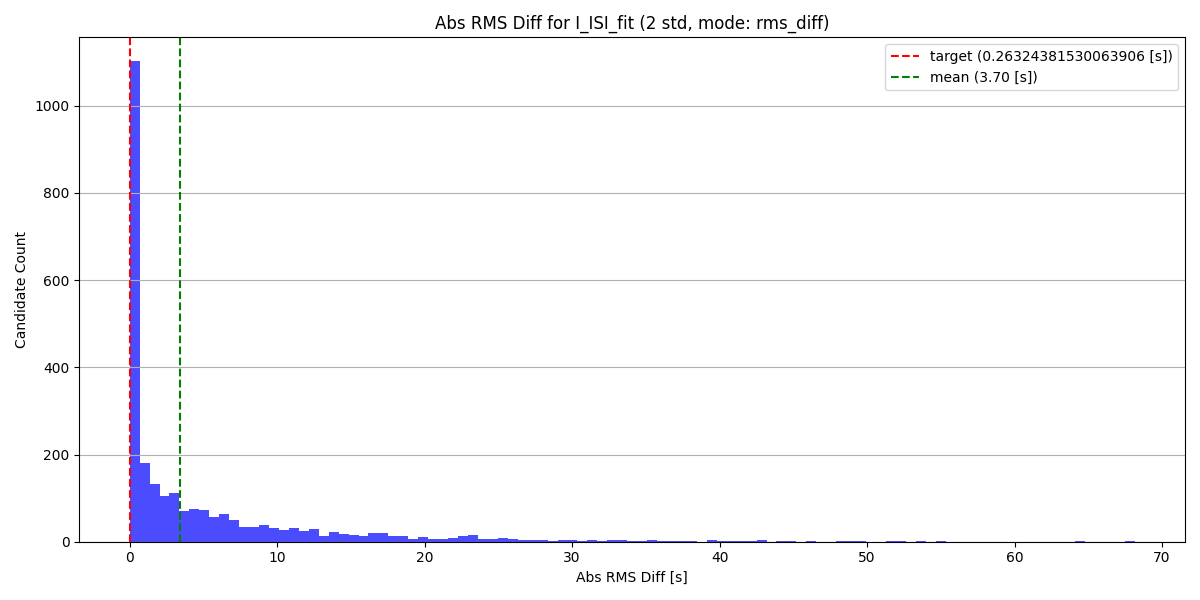 Abs RMS Diff for I_ISI_fit (2 std, mode: rms_diff)
target (0.26324381530063906 [s])
mean (3.70 [s])
Candidate Count
1000
800
600
400
200
0
0 10 20 30 40 50 60 70
Abs RMS Diff [s]